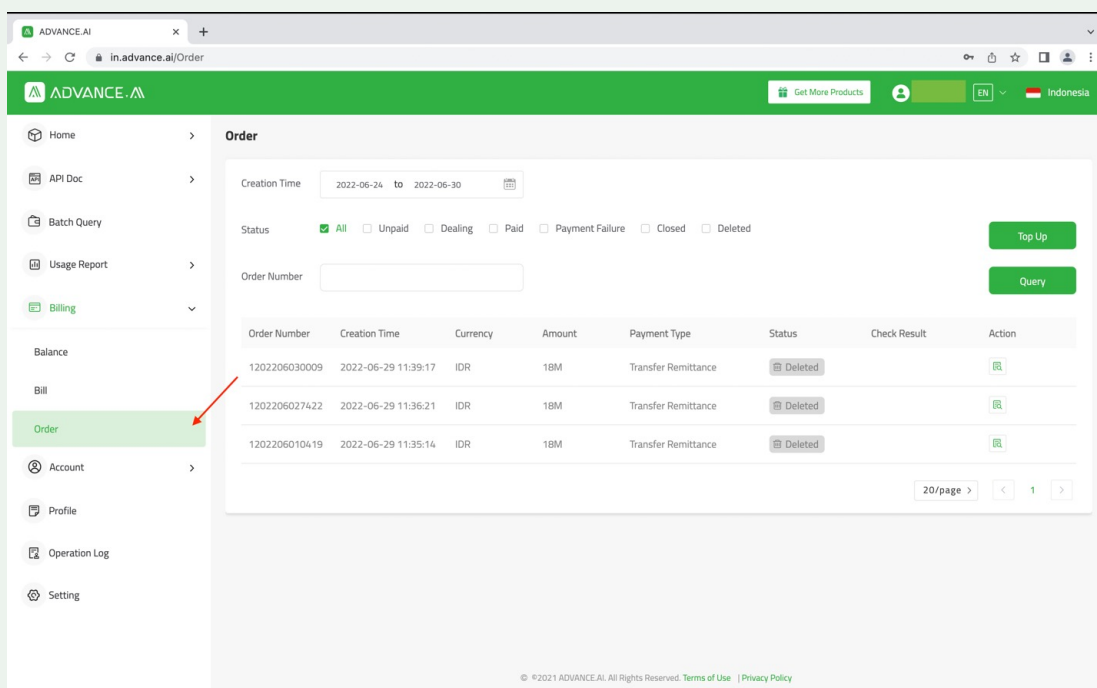 ADVANCE.AI
in.advance.ai/Order
ADVANCE.AI
Get More Products
EN
Indonesia
Home
API Doc
Batch Query
Usage Report
Billing
Balance
Bill
Order
Account
Profile
Operation Log
Setting
Order
Creation Time 2022-06-24 to 2022-06-30
Status All Unpaid Dealing Paid Payment Failure Closed Deleted
Top Up
Order Number
Query
Order Number Creation Time Currency Amount Payment Type Status Check Result Action
1202206030009 2022-06-29 11:39:17 IDR 18M Transfer Remittance Deleted
1202206027422 2022-06-29 11:36:21 IDR 18M Transfer Remittance Deleted
1202206010419 2022-06-29 11:35:14 IDR 18M Transfer Remittance Deleted
20/page > < 1 >
© ©2021 ADVANCE.AI. All Rights Reserved. Terms of Use | Privacy Policy